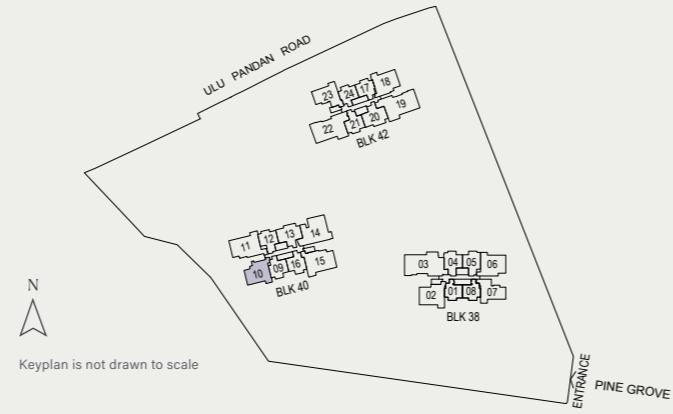 ULU PANDAN ROAD
23 24 17 18
22 21 20 19
BLK 42
11 12 13 14
10 09 16 15
BLK 40
03 04 05 06
02 01 08 07
BLK 38
N
Keyplan is not drawn to scale
ENTRANCE
PINE GROVE